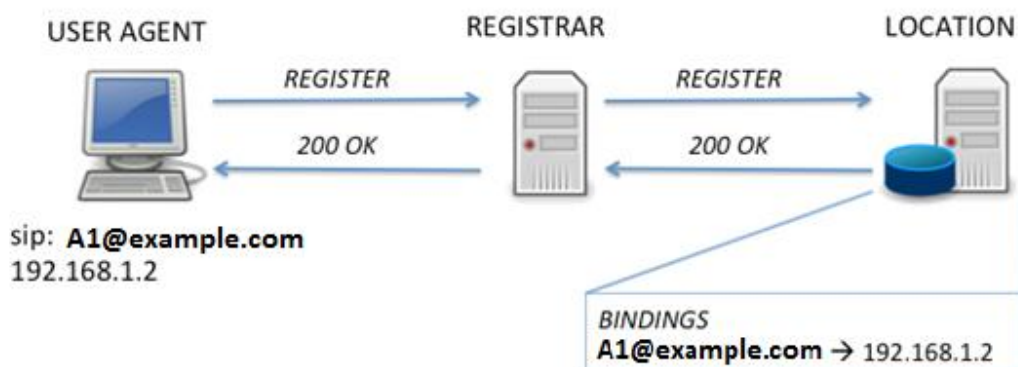 USER AGENT
REGISTRAR
LOCATION
REGISTER
REGISTER
200 OK
200 OK
sip: A1@example.com
192.168.1.2
BINDINGS
A1@example.com → 192.168.1.2